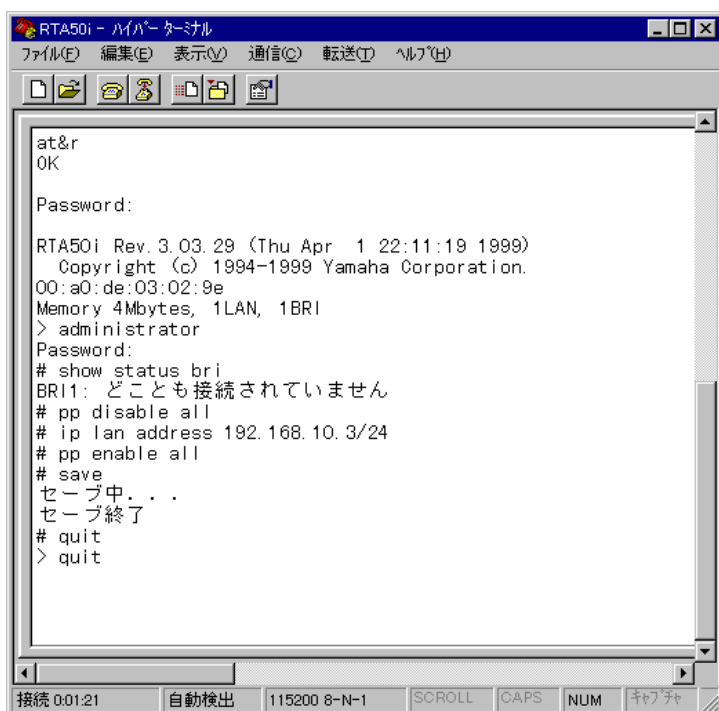 RTA50i - ﾊｲﾊﾟｰ ﾀｰﾐﾅﾙ
ﾌｧｲﾙ(F) 編集(E) 表示(V) 通信(C) 転送(T) ﾍﾙﾌﾟ(H)
at&r
OK
Password:
RTA50i Rev.3.03.29 (Thu Apr  1 22:11:19 1999)
Copyright (c) 1994-1999 Yamaha Corporation.
00:a0:de:03:02:9e
Memory 4Mbytes, 1LAN, 1BRI
> administrator
Password:
# show status bri
BRI1: どことも接続されていません
# pp disable all
# ip lan address 192.168.10.3/24
# pp enable all
# save
セーブ中．．．
セーブ終了
# quit
> quit
接続 0:01:21 自動検出 115200 8-N-1 SCROLL CAPS NUM ｷｬﾌﾟﾁｬ